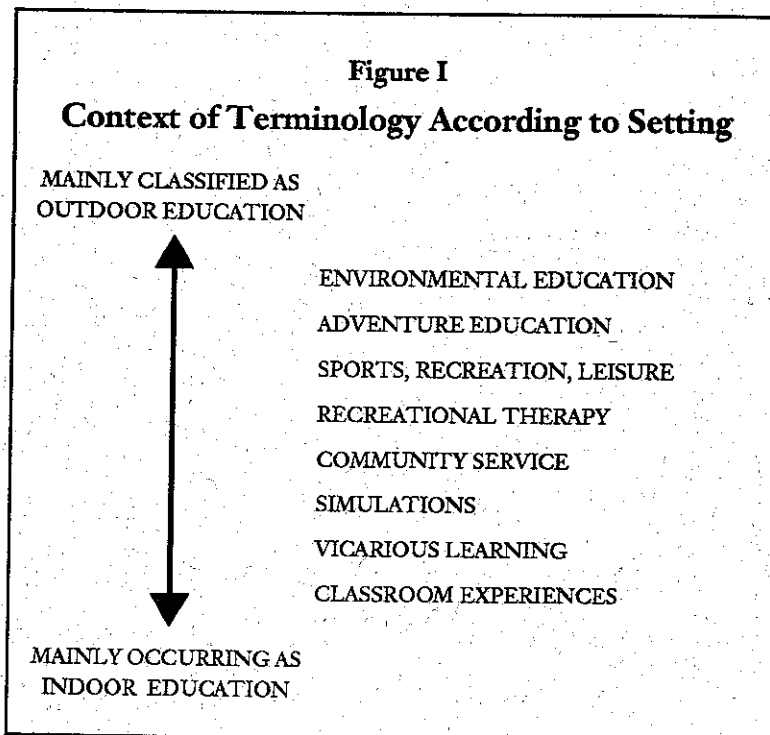 Figure I
Context of Terminology According to Setting
MAINLY CLASSIFIED AS
OUTDOOR EDUCATION
ENVIRONMENTAL EDUCATION
ADVENTURE EDUCATION
SPORTS, RECREATION, LEISURE
RECREATIONAL THERAPY
COMMUNITY SERVICE
SIMULATIONS
VICARIOUS LEARNING
CLASSROOM EXPERIENCES
MAINLY OCCURRING AS
INDOOR EDUCATION